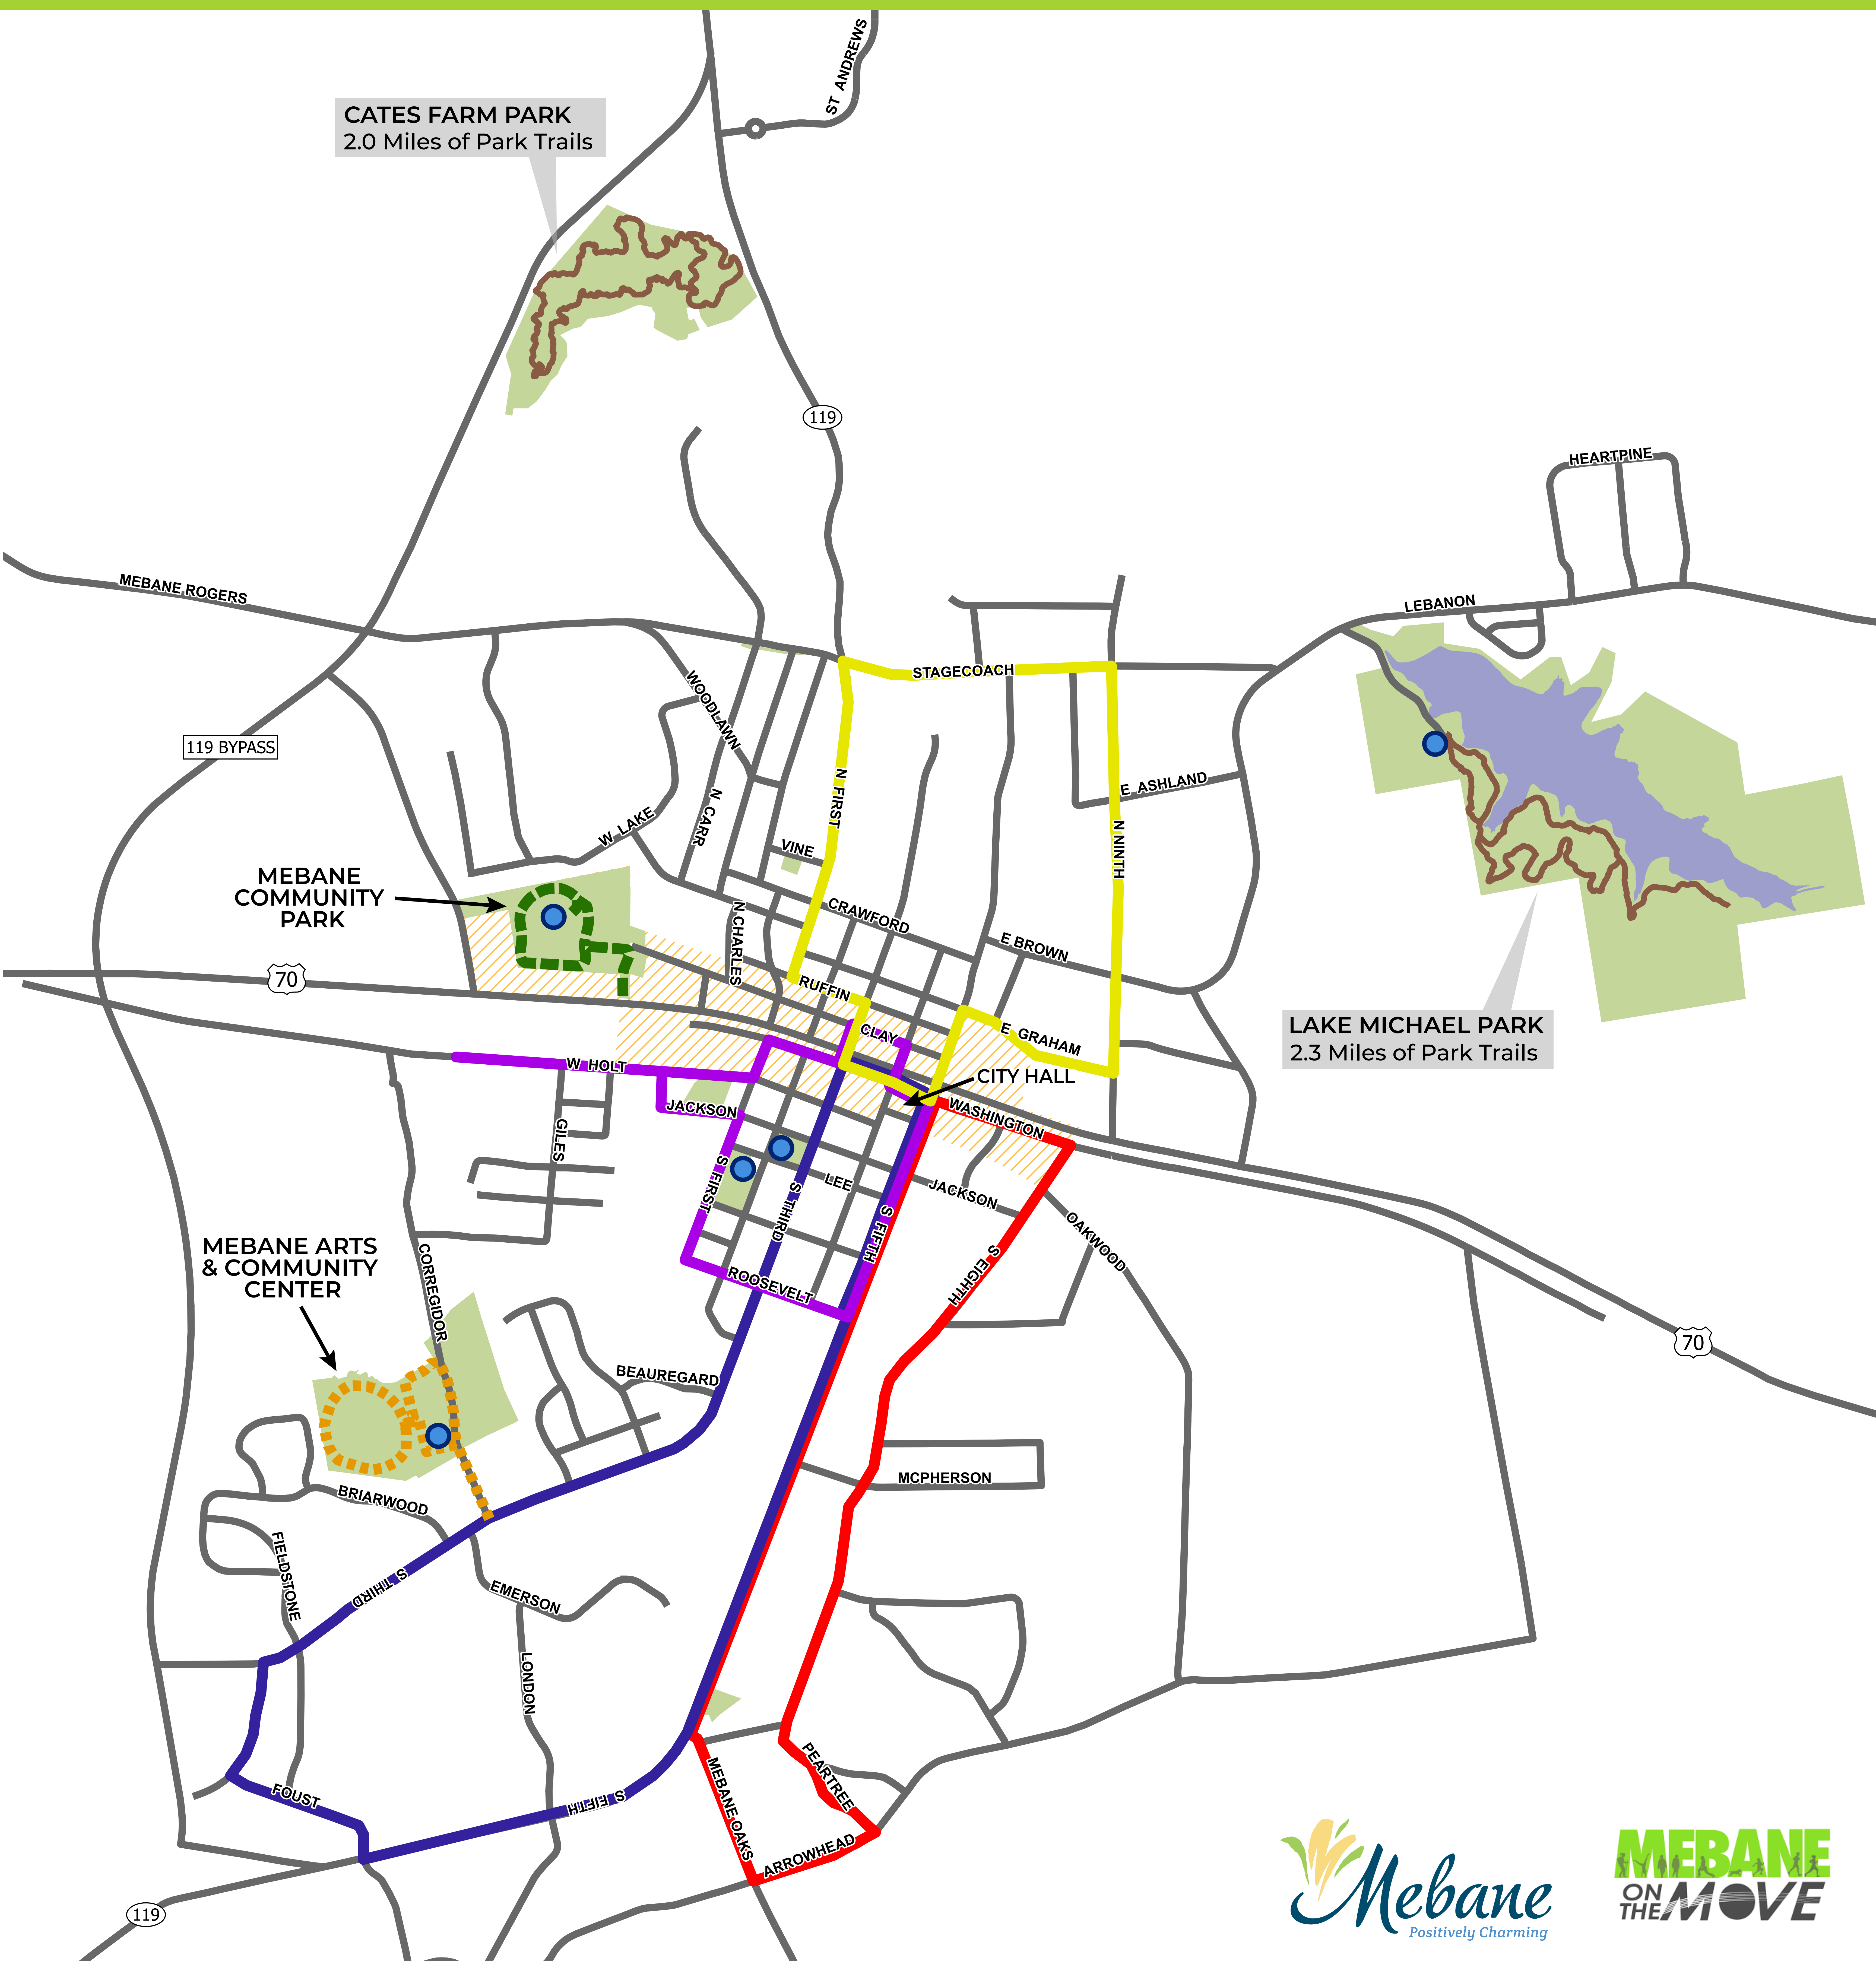 ST ANDREWS
CATES FARM PARK
2.0 Miles of Park Trails
119
HEARTPINE
MEBANE ROGERS
LEBANON
STAGECOACH
WOODLAWN
119 BYPASS
N FIRST
E ASHLAND
N CARR
W LAKE
VINE
N NINTH
MEBANE
COMMUNITY
PARK
N CHARLES
CRAWFORD
E BROWN
70
RUFFIN
CLAY
E GRAHAM
LAKE MICHAEL PARK
2.3 Miles of Park Trails
W HOLT
CITY HALL
JACKSON
WASHINGTON
GILES
S FIRST
LEE
JACKSON
S THIRD
S FIFTH
OAKWOOD
MEBANE ARTS
& COMMUNITY
CENTER
CORREGIDOR
S EIGHTH
ROOSEVELT
70
BEAUREGARD
MCPHERSON
BRIARWOOD
FIELDSTONE
S THIRD
EMERSON
LONDON
PEARTREE
MEBANE OAKS
FOUST
S FIFTH
ARROWHEAD
119
Mebane
Positively Charming
MEBANE
ON
THE MOVE